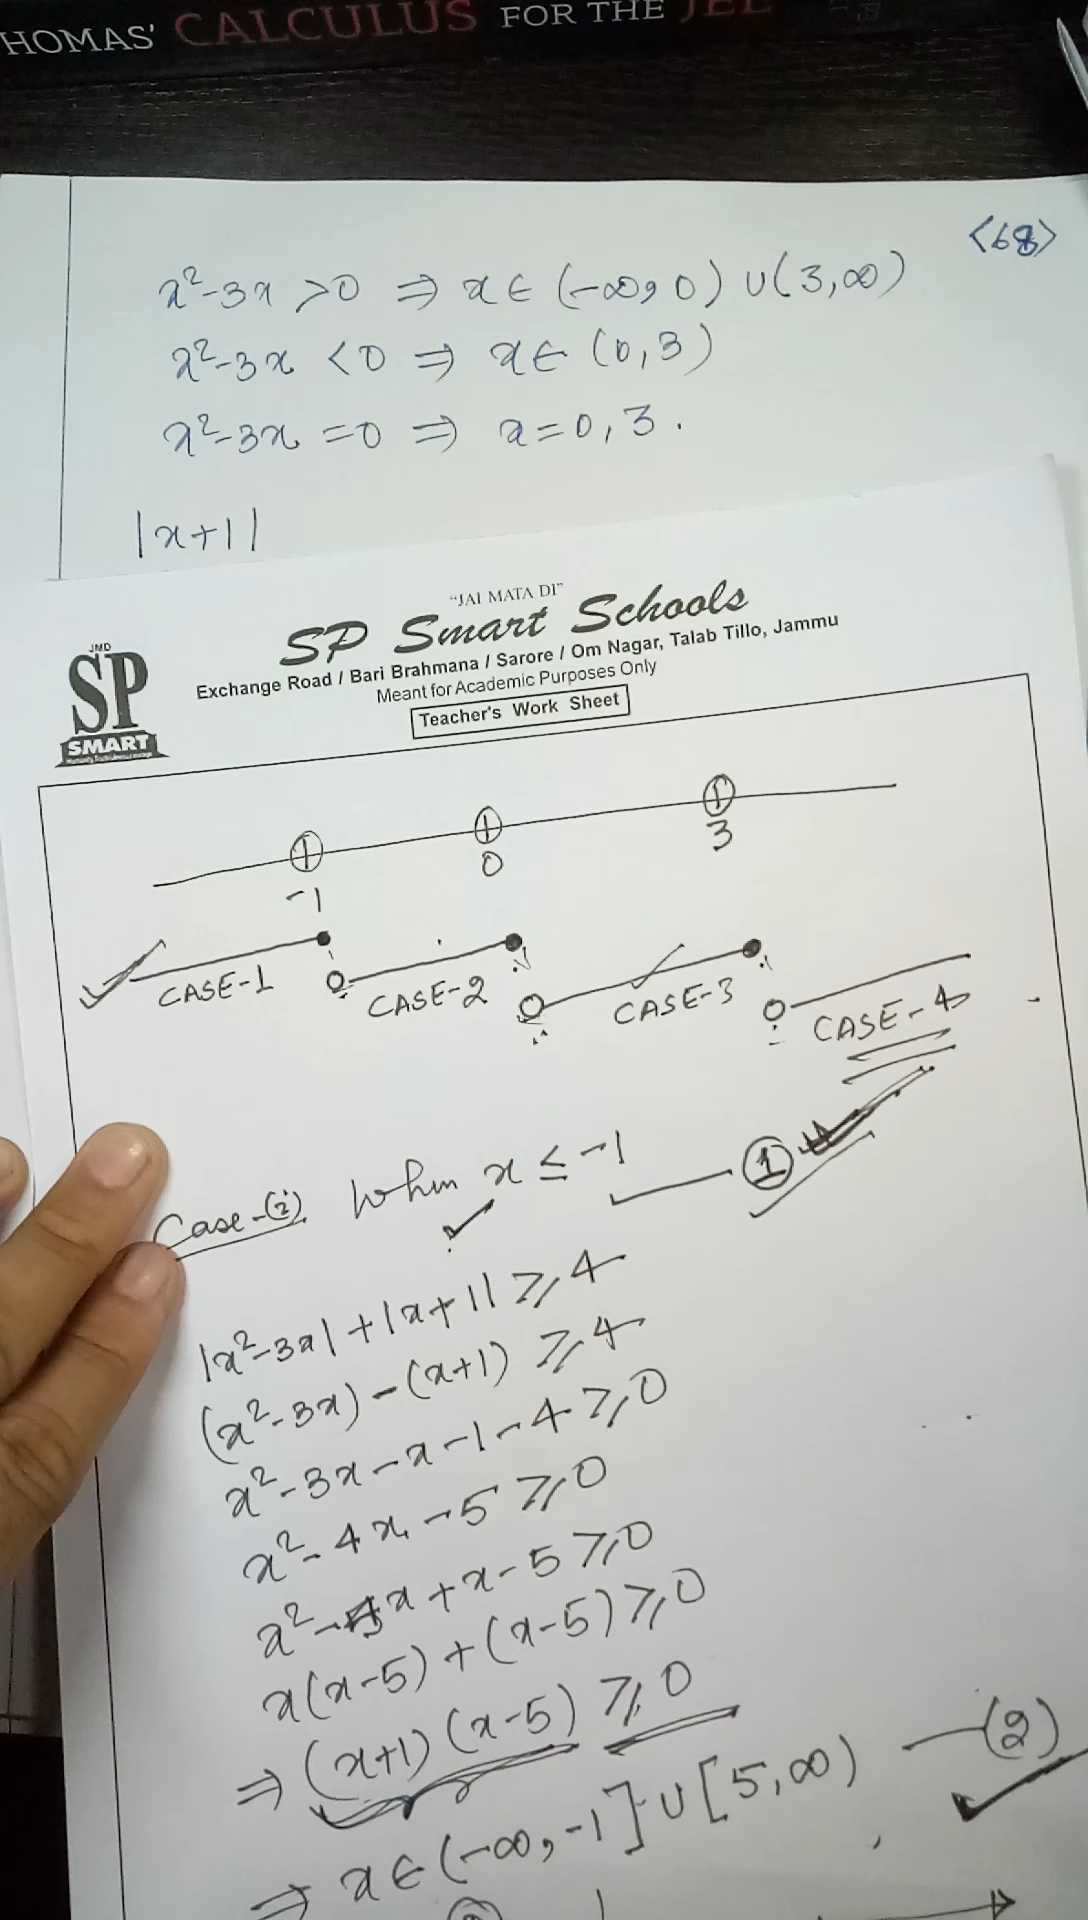 THOMAS' CALCULUS FOR THE JEE
<68>
x²-3x >0 ⇒ x ∈ (-∞, 0) ∪ (3, ∞)
x²-3x <0 ⇒ x ∈ (0, 3)
x²-3x =0 ⇒ x=0, 3.
|x+1|
"JAI MATA DI"
JMD
SP
SMART
SP Smart Schools
Exchange Road / Bari Brahmana / Sarore / Om Nagar, Talab Tillo, Jammu
Meant for Academic Purposes Only
Teacher's Work Sheet
-1 0 3
CASE-1 CASE-2 CASE-3 CASE-4
Case-(i) When x ≤ -1 — ①
|x²-3x|+|x+1| ≥ 4
(x²-3x) - (x+1) ≥ 4
x²-3x-x-1-4 ≥ 0
x²-4x-5 ≥ 0
x²-5x+x-5 ≥ 0
x(x-5)+(x-5) ≥ 0
⇒ (x+1)(x-5) ≥ 0
⇒ x ∈ (-∞, -1] ∪ [5, ∞) — (2)